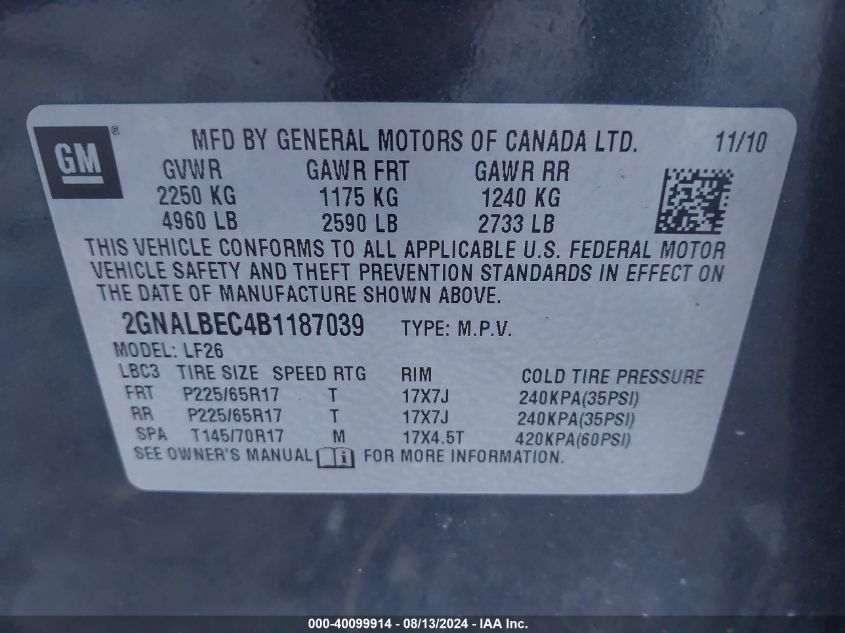 GM®
MFD BY GENERAL MOTORS OF CANADA LTD. 11/10
GVWR GAWR FRT GAWR RR
2250 KG 1175 KG 1240 KG
4960 LB 2590 LB 2733 LB
THIS VEHICLE CONFORMS TO ALL APPLICABLE U.S. FEDERAL MOTOR
VEHICLE SAFETY AND THEFT PREVENTION STANDARDS IN EFFECT ON
THE DATE OF MANUFACTURE SHOWN ABOVE.
2GNALBEC4B1187039 TYPE: M.P.V.
MODEL: LF26
LBC3 TIRE SIZE SPEED RTG RIM COLD TIRE PRESSURE
FRT P225/65R17 T 17X7J 240KPA(35PSI)
RR P225/65R17 T 17X7J 240KPA(35PSI)
SPA T145/70R17 M 17X4.5T 420KPA(60PSI)
SEE OWNER'S MANUAL i FOR MORE INFORMATION.
000-40099914 - 08/13/2024 - IAA Inc.